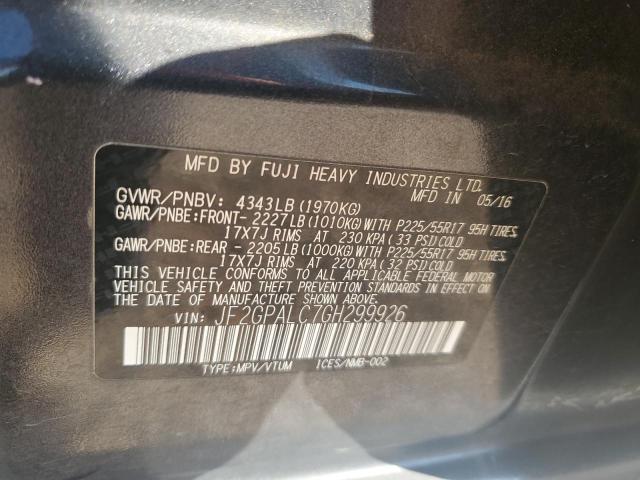 MFD BY FUJI HEAVY INDUSTRIES LTD.
MFD IN 05/16
GVWR/PNBV: 4343LB(1970KG)
GAWR/PNBE:FRONT- 2227LB(1010KG)WITH P225/55R17 95H TIRES,
17X7J RIMS AT 230 KPA(33 PSI)COLD
GAWR/PNBE:REAR - 2205LB(1000KG)WITH P225/55R17 95H TIRES,
17X7J RIMS AT 220 KPA(32 PSI)COLD
THIS VEHICLE CONFORMS TO ALL APPLICABLE FEDERAL MOTOR
VEHICLE SAFETY AND THEFT PREVENTION STANDARDS IN EFFECT
ON THE DATE OF MANUFACTURE SHOWN ABOVE.
VIN: JF2GPALC7GH299926
TYPE:MPV/VTUM ICES/NMB-002